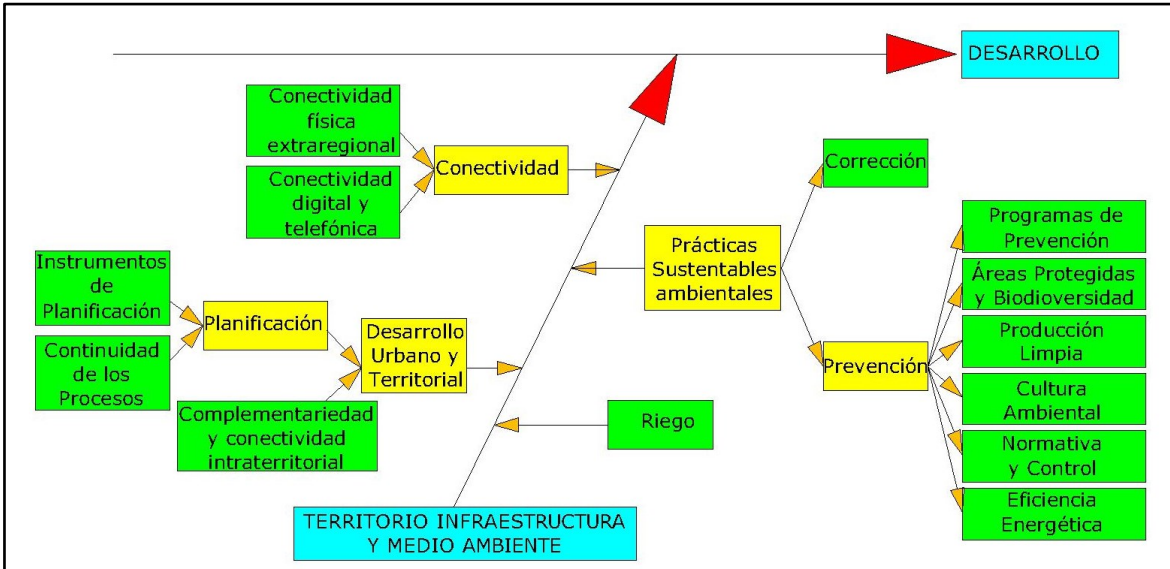 DESARROLLO
Conectividad
física
extraregional
Conectividad
digital y
telefónica
Conectividad
Corrección
Prácticas
Sustentables
ambientales
Programas de
Prevención
Áreas Protegidas
y Biodioversidad
Producción
Limpia
Cultura
Ambiental
Normativa
y Control
Eficiencia
Energética
Prevención
Instrumentos
de
Planificación
Continuidad
de los
Procesos
Planificación
Desarrollo
Urbano y
Territorial
Complementariedad
y conectividad
intraterritorial
Riego
TERRITORIO INFRAESTRUCTURA
Y MEDIO AMBIENTE